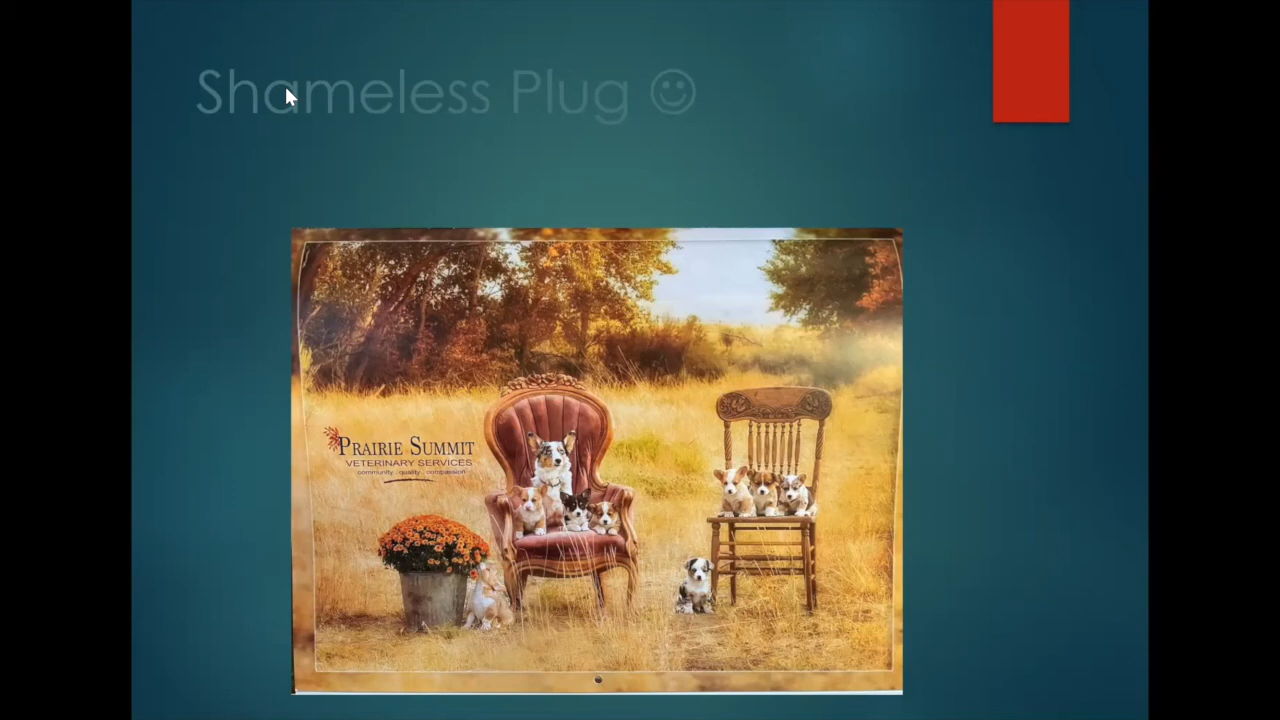 Shameless Plug ☺
PRAIRIE SUMMIT
VETERINARY SERVICES
community . quality . compassion